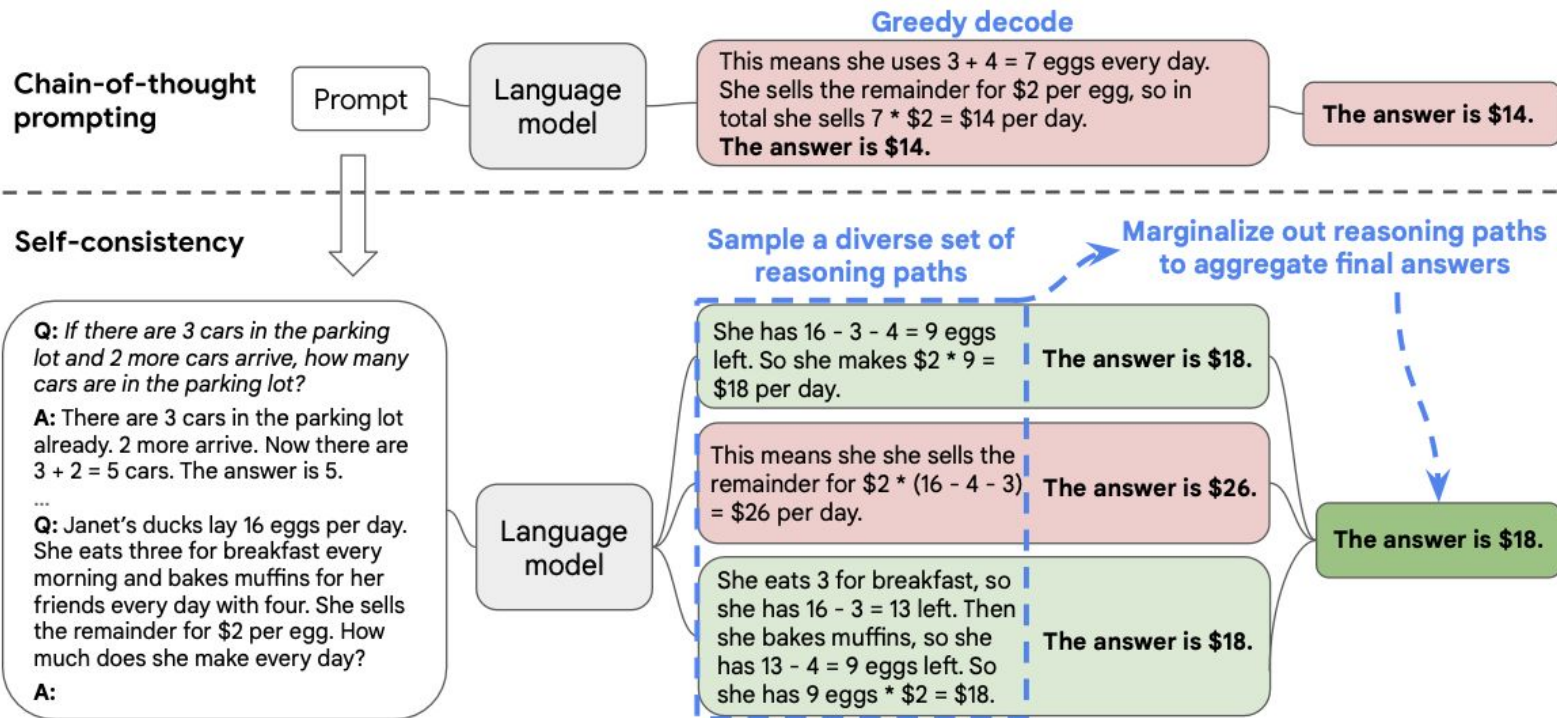 Greedy decode
Chain-of-thought
prompting
Prompt
Language
model
This means she uses 3 + 4 = 7 eggs every day.
She sells the remainder for $2 per egg, so in
total she sells 7 * $2 = $14 per day.
The answer is $14.
The answer is $14.
Self-consistency
Sample a diverse set of
reasoning paths
Marginalize out reasoning paths
to aggregate final answers
Q: If there are 3 cars in the parking
lot and 2 more cars arrive, how many
cars are in the parking lot?
A: There are 3 cars in the parking lot
already. 2 more arrive. Now there are
3 + 2 = 5 cars. The answer is 5.
...
Q: Janet’s ducks lay 16 eggs per day.
She eats three for breakfast every
morning and bakes muffins for her
friends every day with four. She sells
the remainder for $2 per egg. How
much does she make every day?
A:
Language
model
She has 16 - 3 - 4 = 9 eggs
left. So she makes $2 * 9 =
$18 per day.
The answer is $18.
This means she she sells the
remainder for $2 * (16 - 4 - 3)
= $26 per day.
The answer is $26.
She eats 3 for breakfast, so
she has 16 - 3 = 13 left. Then
she bakes muffins, so she
has 13 - 4 = 9 eggs left. So
she has 9 eggs * $2 = $18.
The answer is $18.
The answer is $18.